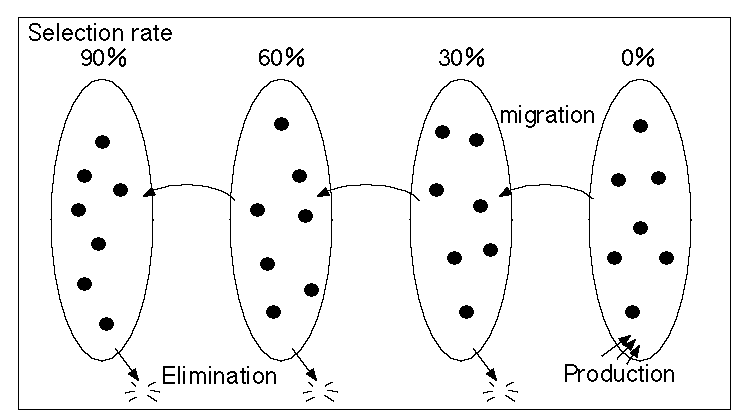 Selection rate
90%
60%
30%
0%
migration
Elimination
Production